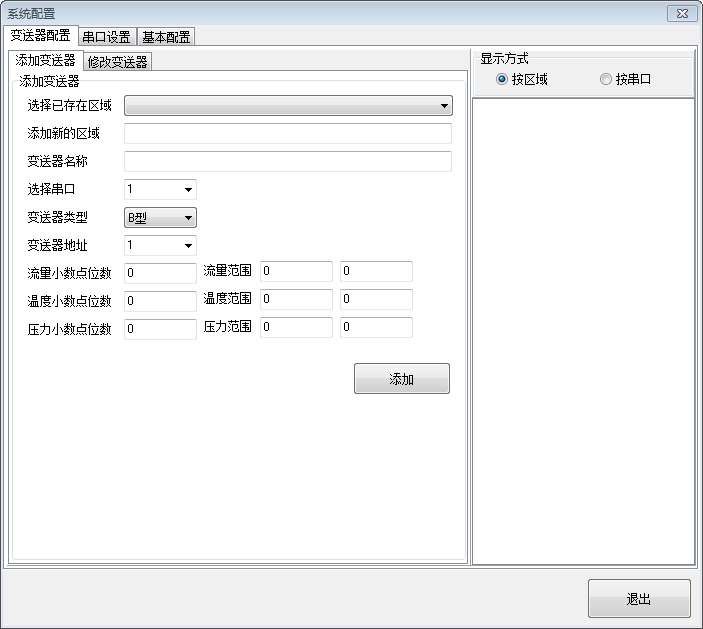 系统配置
变送器配置 串口设置 基本配置
添加变送器 修改变送器
添加变送器
选择已存在区域
添加新的区域
变送器名称
选择串口 1
变送器类型 B型
变送器地址 1
流量小数点位数 0 流量范围 0 0
温度小数点位数 0 温度范围 0 0
压力小数点位数 0 压力范围 0 0
添加
显示方式
按区域 按串口
退出